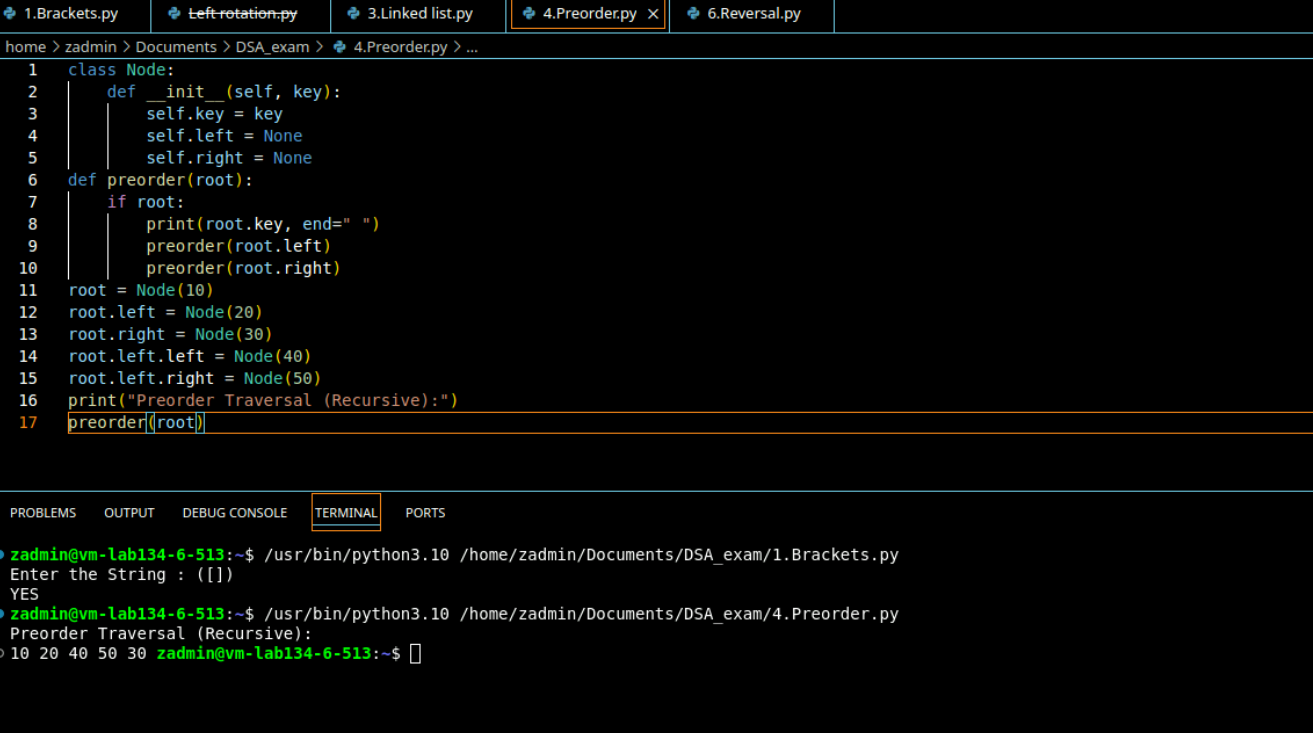 1.Brackets.py Left rotation.py 3.Linked list.py 4.Preorder.py 6.Reversal.py
home > zadmin > Documents > DSA_exam > 4.Preorder.py > ...
1 class Node:
2     def __init__(self, key):
3         self.key = key
4         self.left = None
5         self.right = None
6 def preorder(root):
7     if root:
8         print(root.key, end=" ")
9         preorder(root.left)
10         preorder(root.right)
11 root = Node(10)
12 root.left = Node(20)
13 root.right = Node(30)
14 root.left.left = Node(40)
15 root.left.right = Node(50)
16 print("Preorder Traversal (Recursive):")
17 preorder(root)
PROBLEMS OUTPUT DEBUG CONSOLE TERMINAL PORTS
zadmin@vm-lab134-6-513:~$ /usr/bin/python3.10 /home/zadmin/Documents/DSA_exam/1.Brackets.py
Enter the String : ([])
YES
zadmin@vm-lab134-6-513:~$ /usr/bin/python3.10 /home/zadmin/Documents/DSA_exam/4.Preorder.py
Preorder Traversal (Recursive):
10 20 40 50 30 zadmin@vm-lab134-6-513:~$